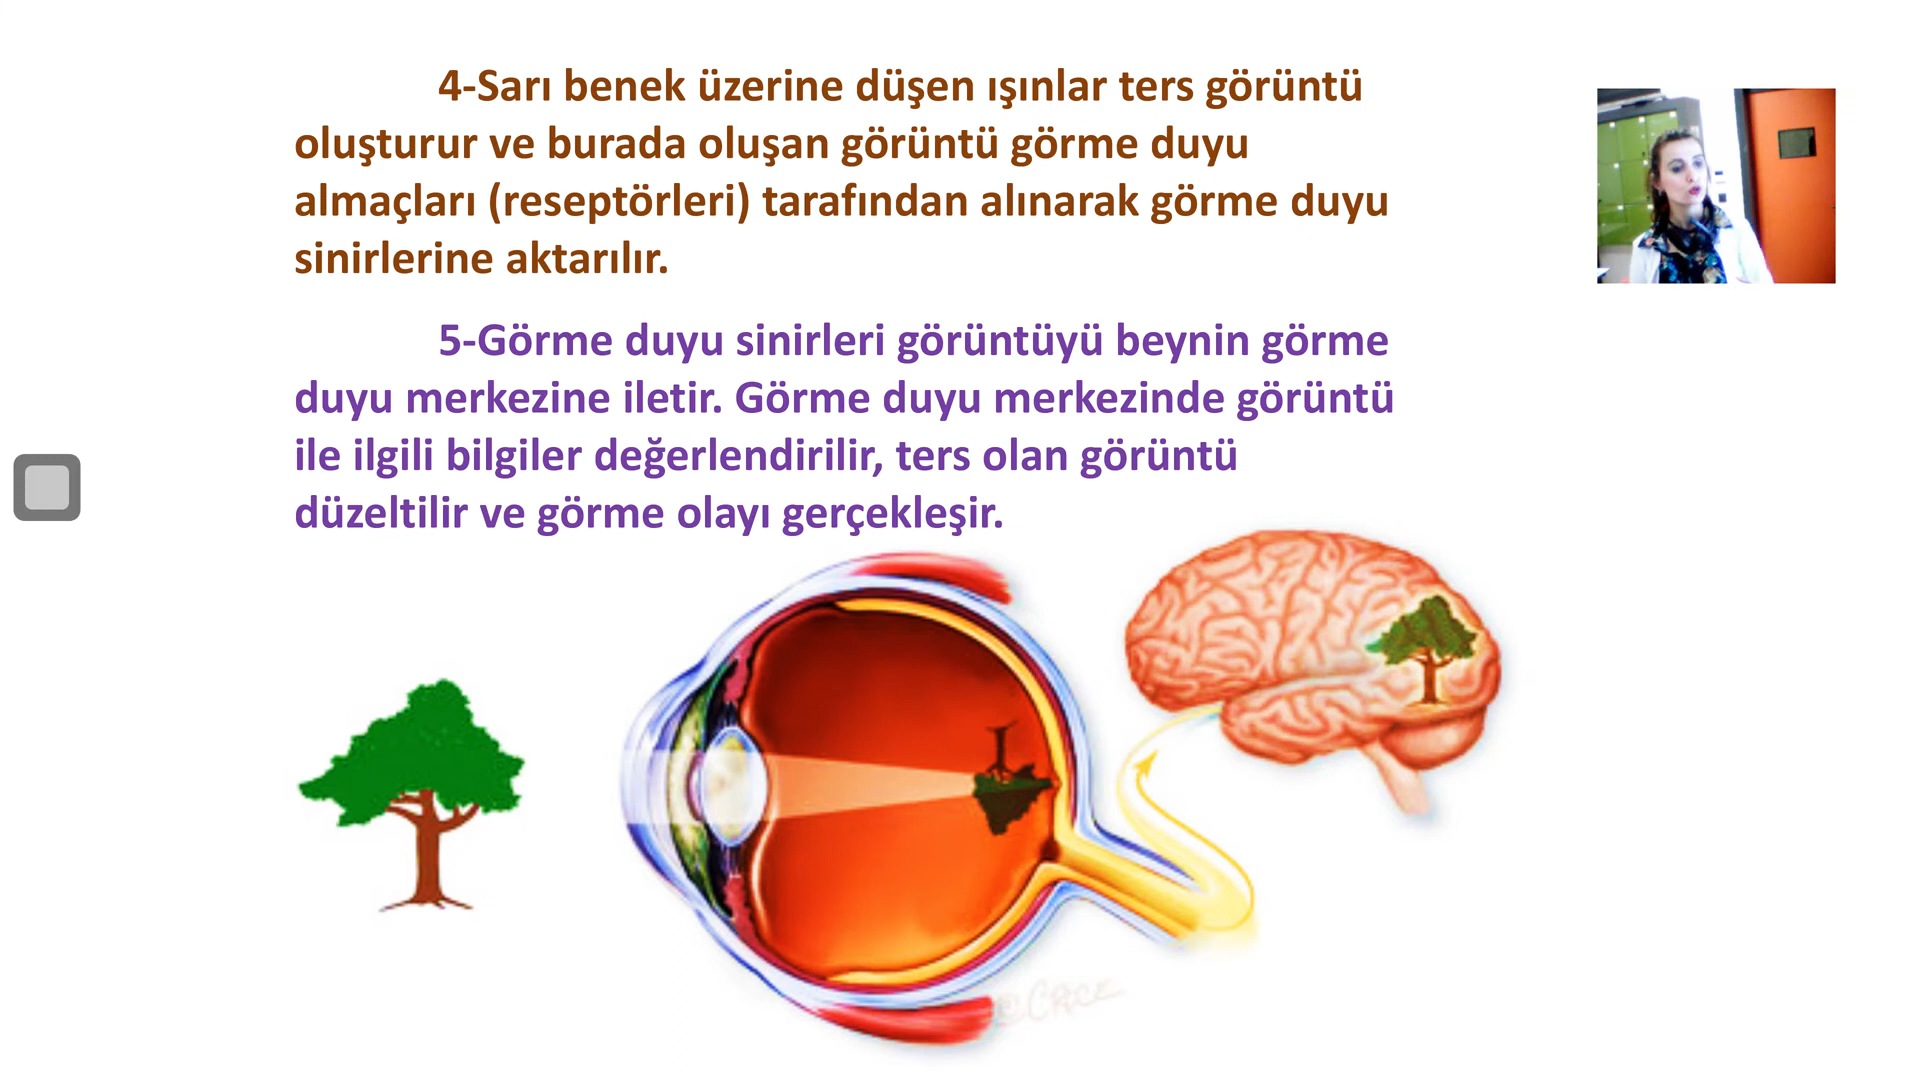 4-Sarı benek üzerine düşen ışınlar ters görüntü
oluşturur ve burada oluşan görüntü görme duyu
almaçları (reseptörleri) tarafından alınarak görme duyu
sinirlerine aktarılır.
5-Görme duyu sinirleri görüntüyü beynin görme
duyu merkezine iletir. Görme duyu merkezinde görüntü
ile ilgili bilgiler değerlendirilir, ters olan görüntü
düzeltilir ve görme olayı gerçekleşir.